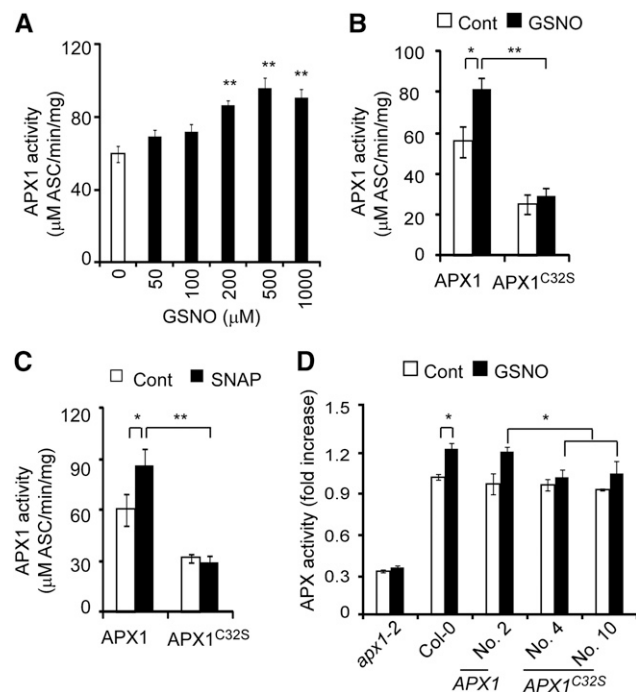 A
APX1 activity
(μM ASC/min/mg)
120
100
80
60
40
20
0
** ** **
0 50 100 200 500 1000
GSNO (μM)
B
Cont GSNO
APX1 activity
(μM ASC/min/mg)
100
80
60
40
20
0
* **
APX1 APX1C32S
C
Cont SNAP
APX1 activity
(μM ASC/min/mg)
120
90
60
30
0
* **
APX1 APX1C32S
D
Cont GSNO
APX activity (fold increase)
1.5
1.2
0.9
0.3
0
* *
apx1-2 Col-0 No. 2 No. 4 No. 10
APX1 APX1C32S